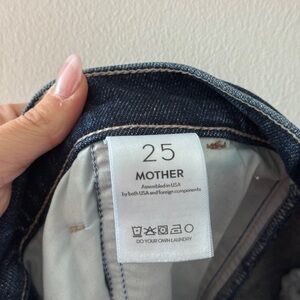 25
MOTHER
Assembled in USA
by both USA and foreign components
DO YOUR OWN LAUNDRY